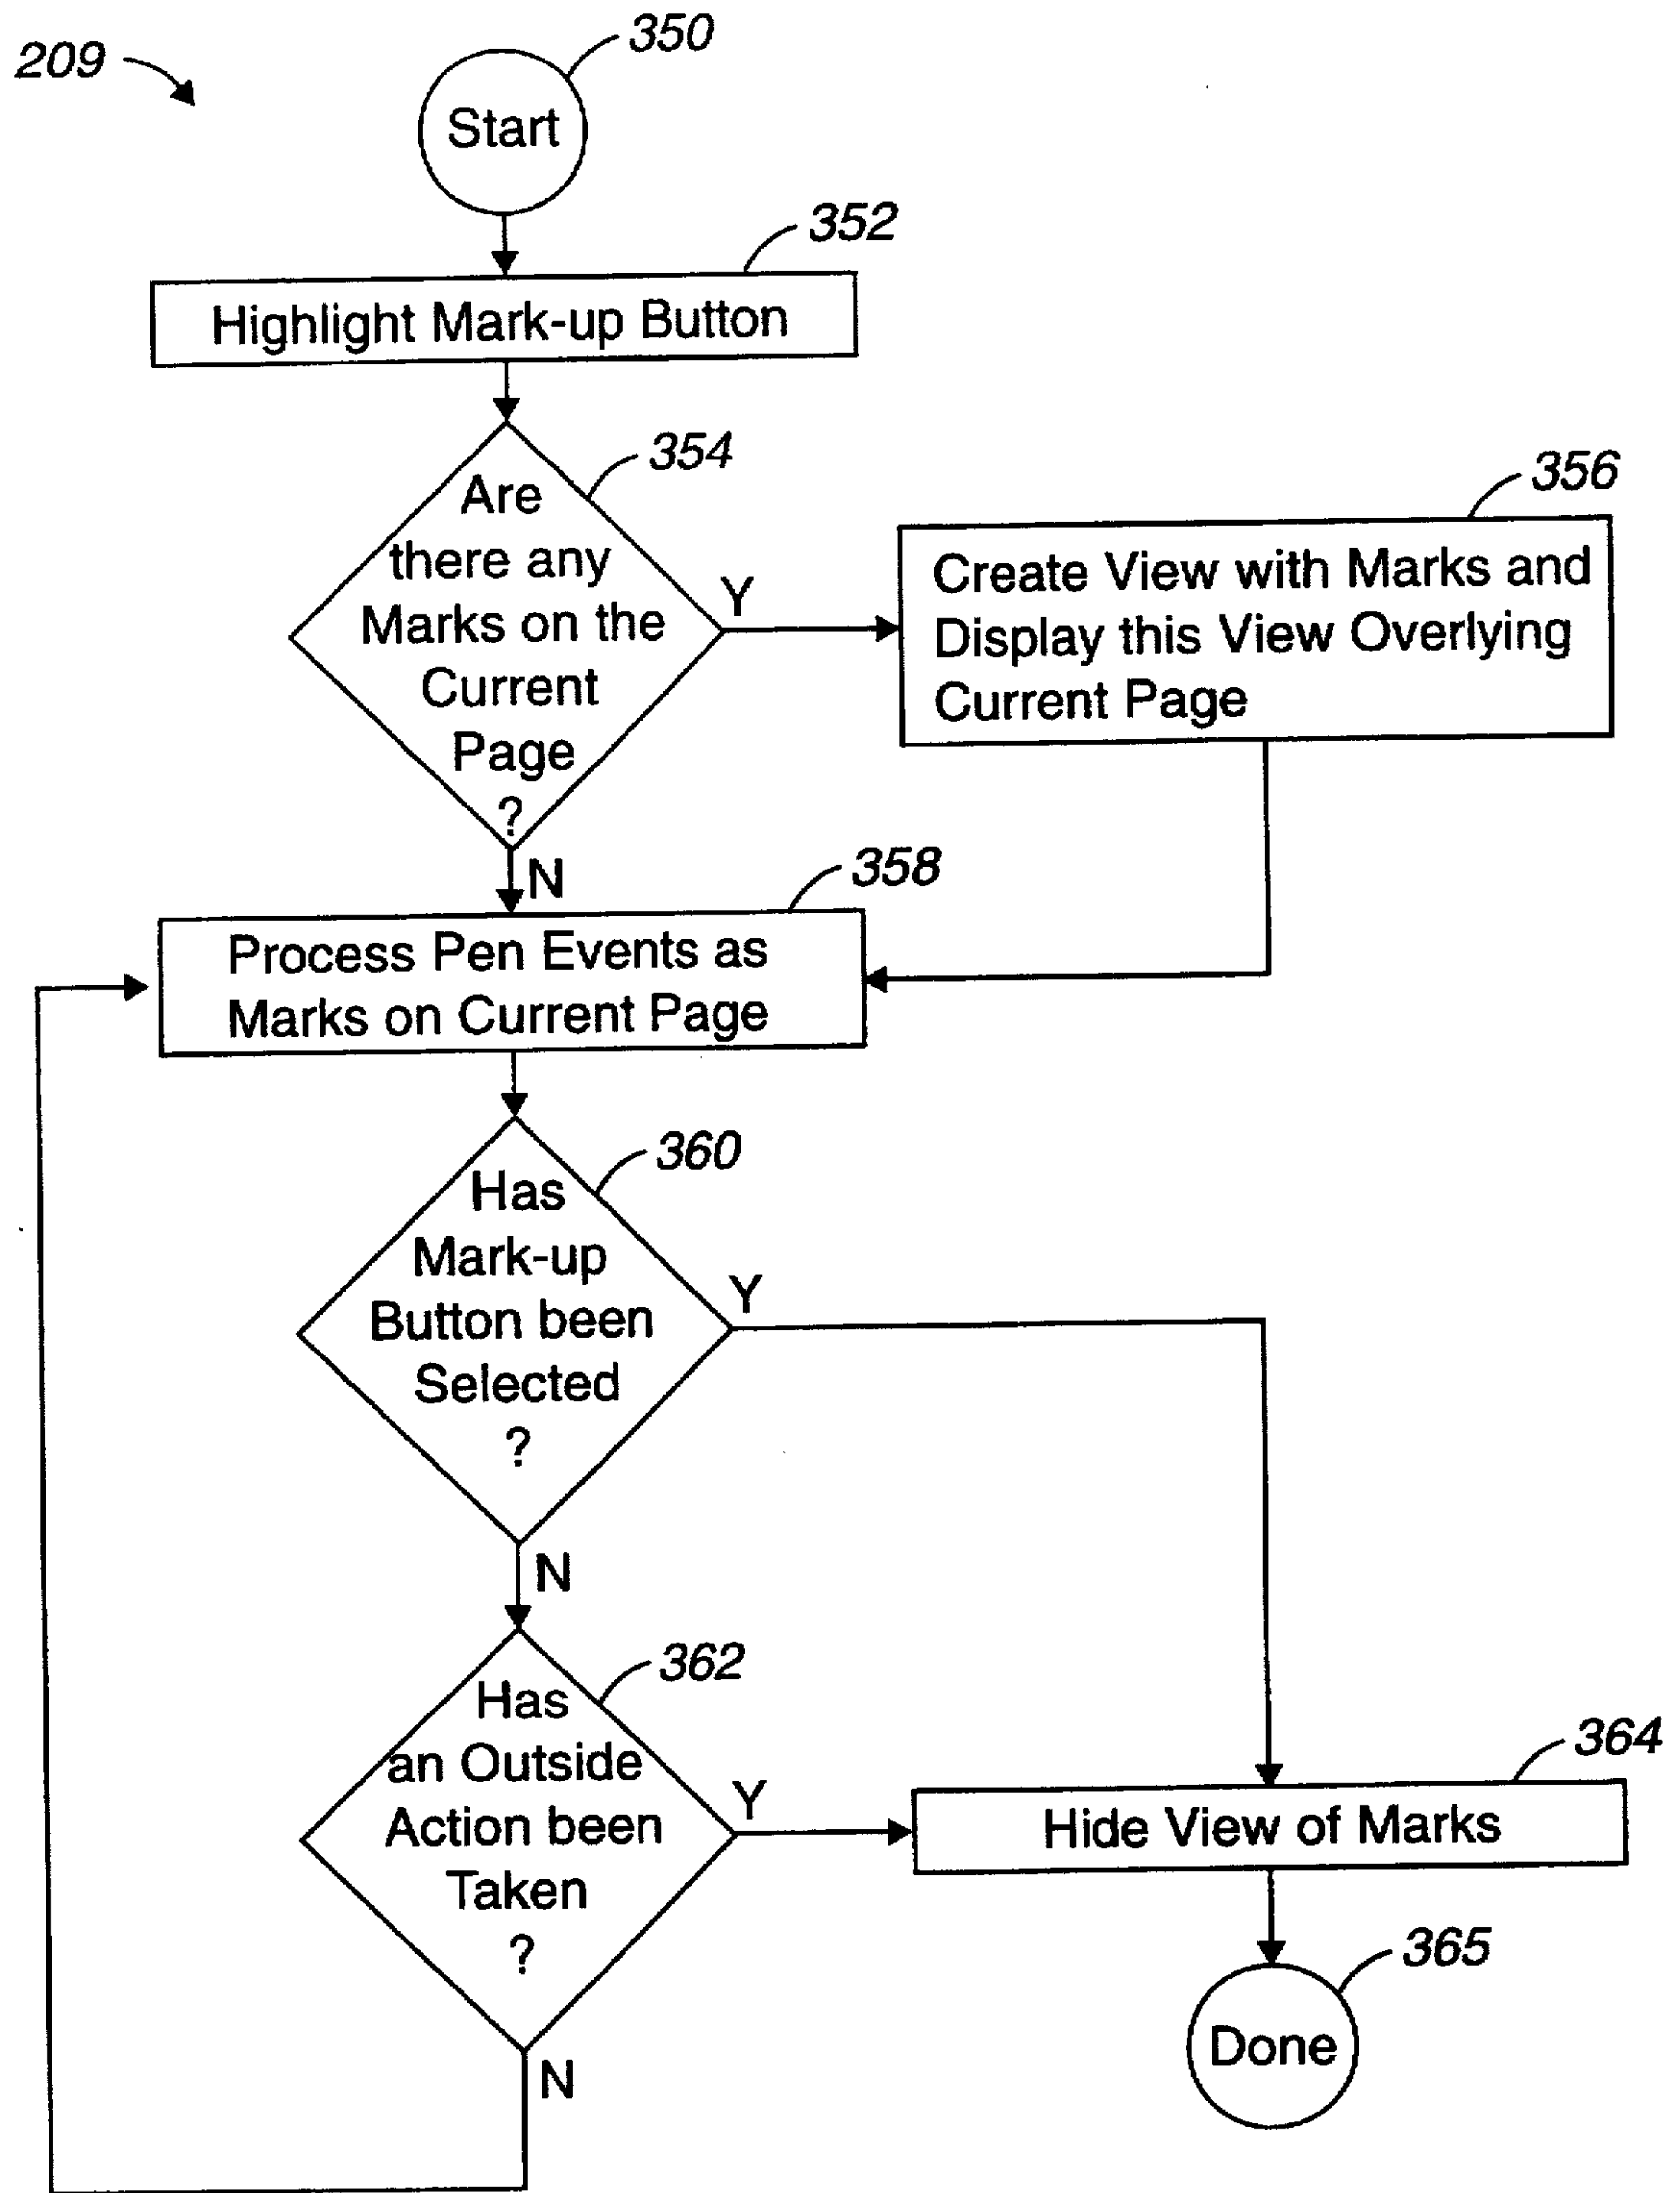 209
350
Start
352
Highlight Mark-up Button
354
Are
there any
Marks on the
Current
Page
?
Y
N
356
Create View with Marks and
Display this View Overlying
Current Page
358
Process Pen Events as
Marks on Current Page
360
Has
Mark-up
Button been
Selected
?
Y
N
362
Has
an Outside
Action been
Taken
?
Y
N
364
Hide View of Marks
365
Done